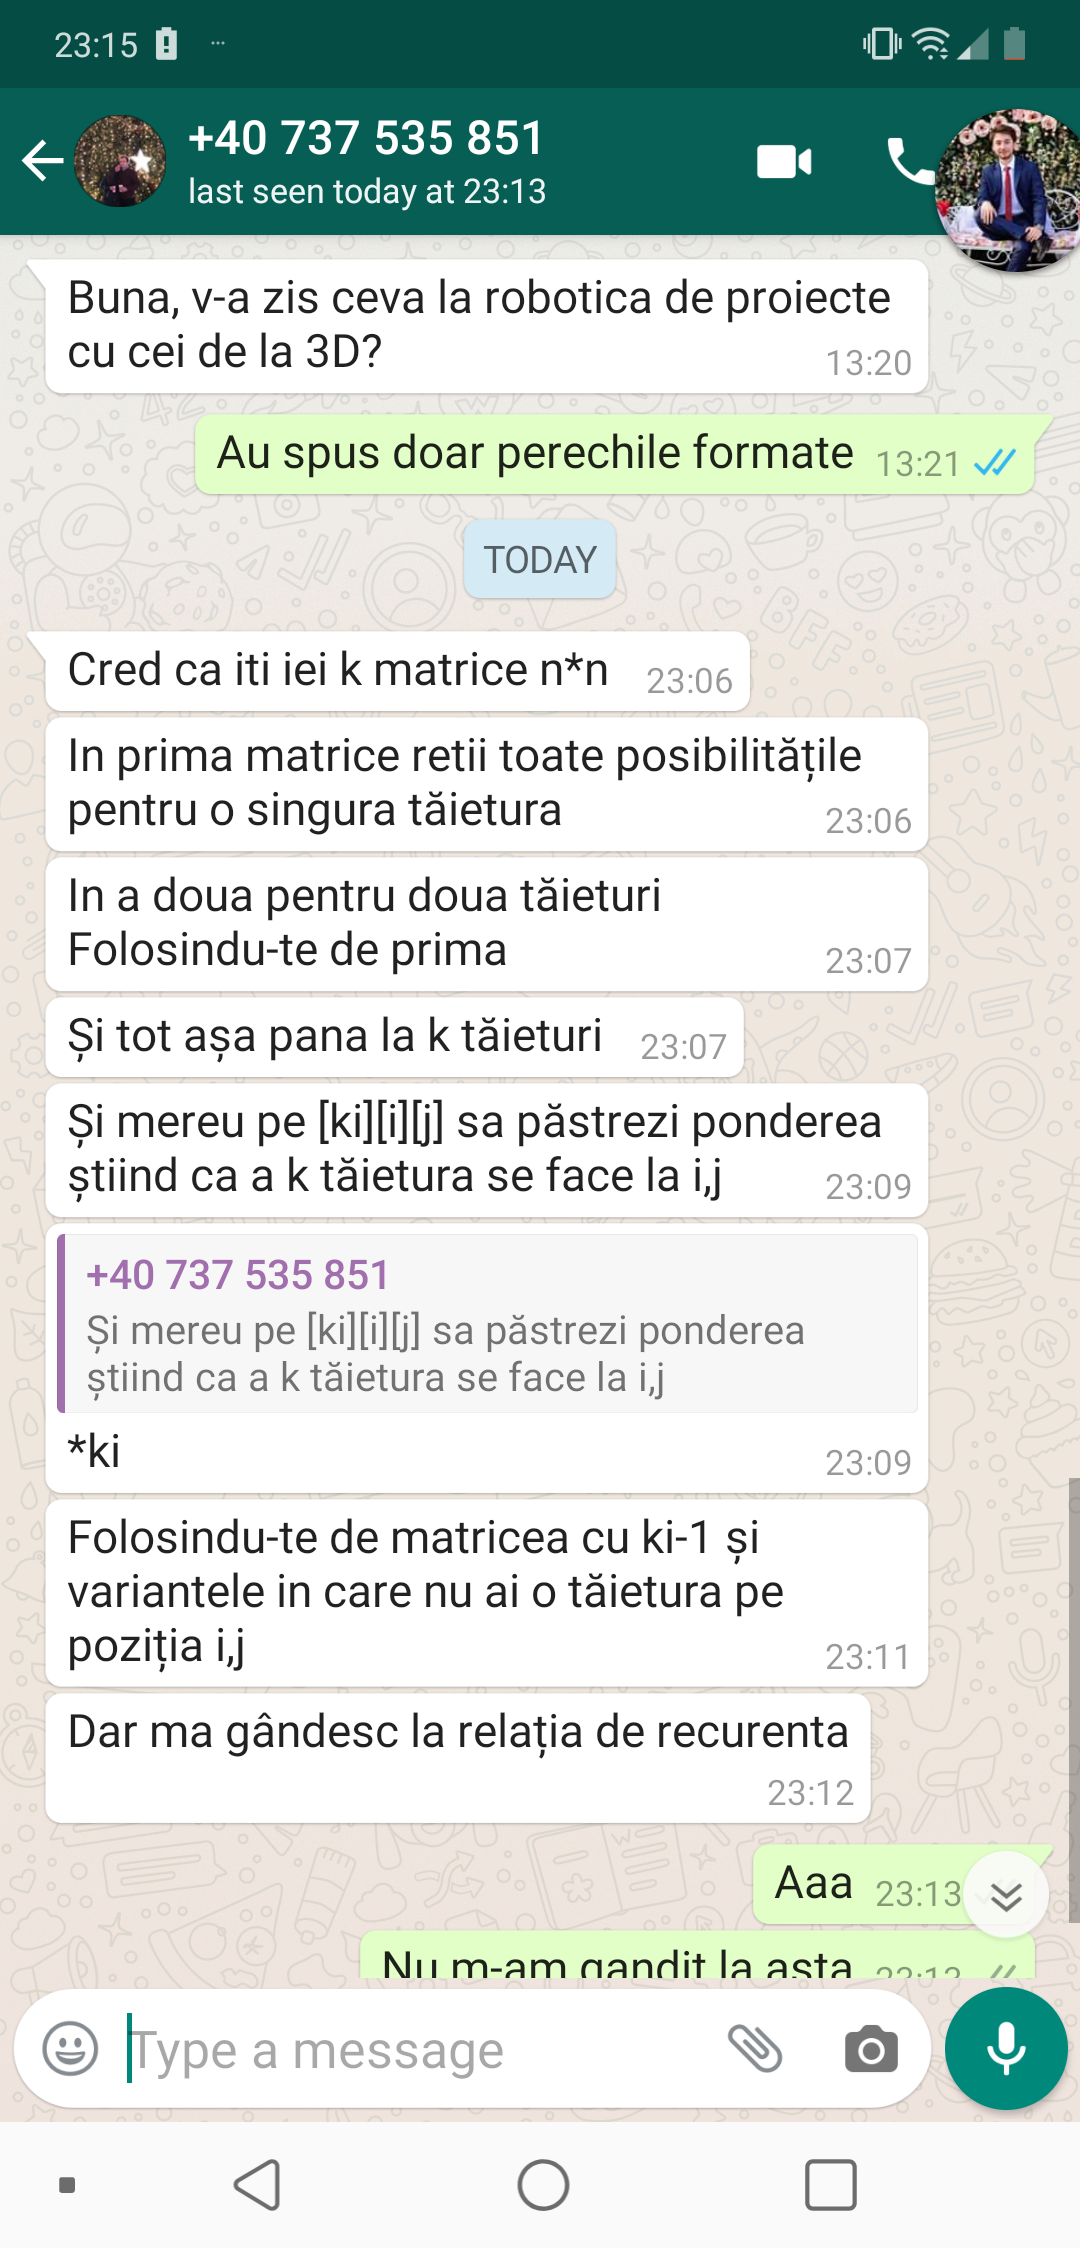 23:15
+40 737 535 851
last seen today at 23:13
Buna, v-a zis ceva la robotica de proiecte
cu cei de la 3D?
13:20
Au spus doar perechile formate 13:21
TODAY
Cred ca iti iei k matrice n*n 23:06
In prima matrice retii toate posibilitățile
pentru o singura tăietura
23:06
In a doua pentru doua tăieturi
Folosindu-te de prima
23:07
Și tot așa pana la k tăieturi 23:07
Și mereu pe [ki][i][j] sa păstrezi ponderea
știind ca a k tăietura se face la i,j
23:09
+40 737 535 851
Și mereu pe [ki][i][j] sa păstrezi ponderea
știind ca a k tăietura se face la i,j
*ki
23:09
Folosindu-te de matricea cu ki-1 și
variantele in care nu ai o tăietura pe
poziția i,j
23:11
Dar ma gândesc la relația de recurenta
23:12
Aaa 23:13
Nu m-am gandit la asta
Type a message